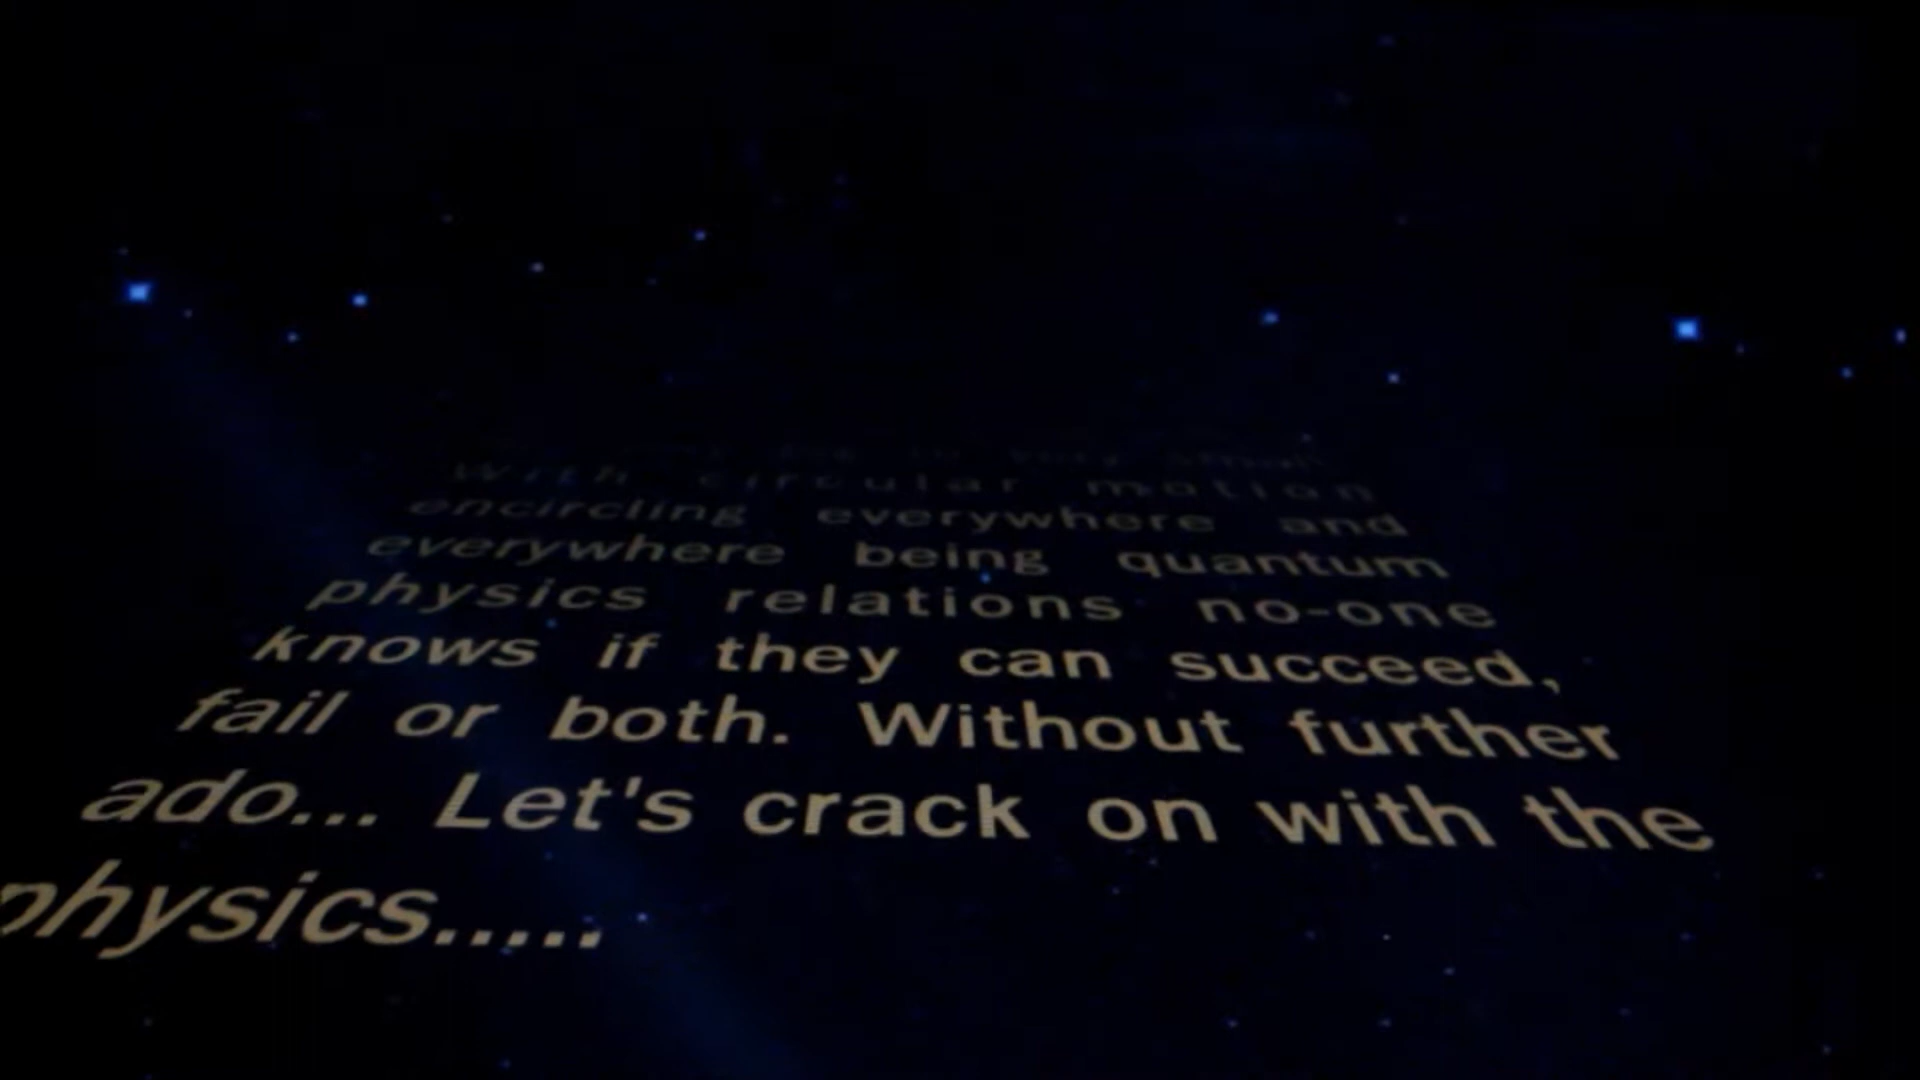 With circular motion
encircling everywhere and
everywhere being quantum
physics relations no-one
knows if they can succeed,
fail or both. Without further
ado... Let's crack on with the
physics.....